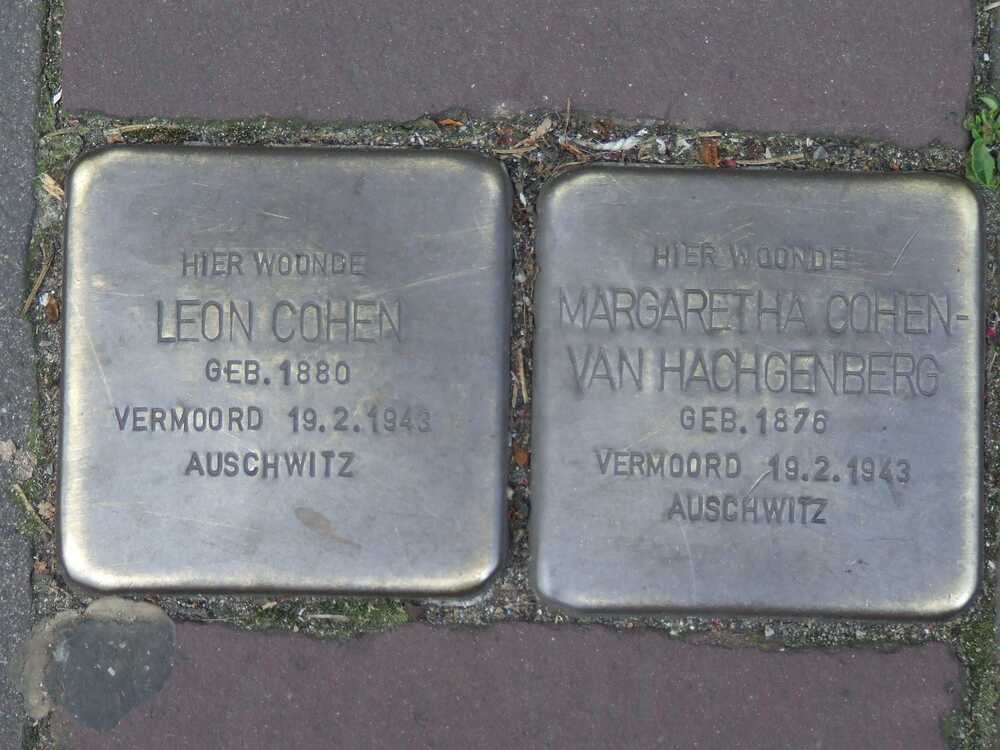 HIER WOONDE
LEON COHEN
GEB. 1880
VERMOORD 19.2.1943
AUSCHWITZ
HIER WOONDE
MARGARETHA COHEN-
VAN HACHGENBERG
GEB. 1876
VERMOORD 19.2.1943
AUSCHWITZ